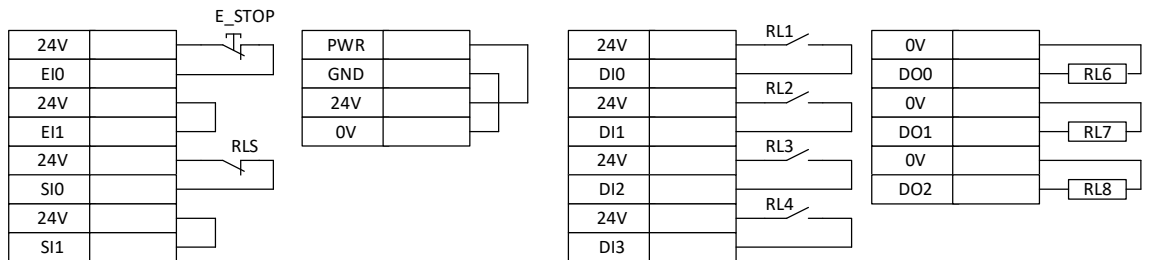 E_STOP
24V
EI0
24V
EI1
24V
RLS
SI0
24V
SI1
PWR
GND
24V
0V
24V
RL1
DI0
24V
RL2
DI1
24V
RL3
DI2
24V
RL4
DI3
0V
DO0
RL6
0V
DO1
RL7
0V
DO2
RL8